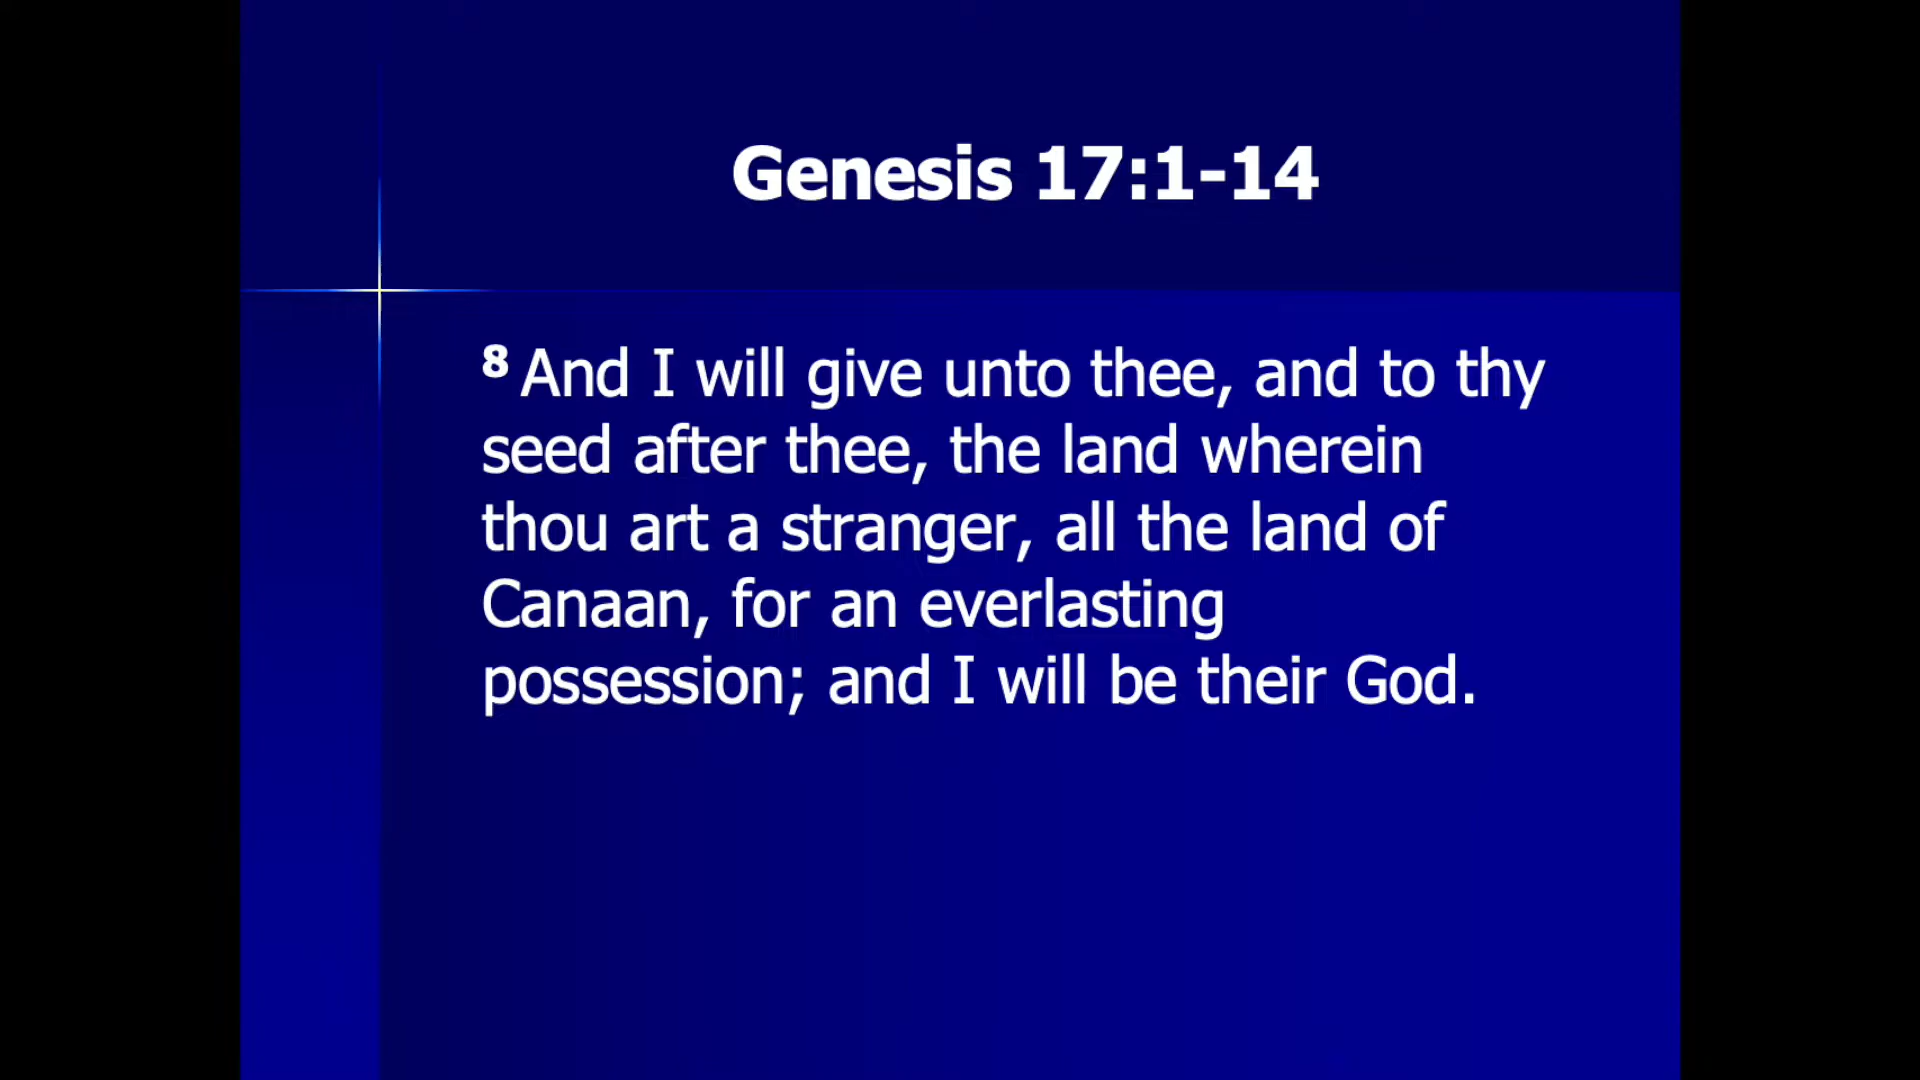 Genesis 17:1-14
8 And I will give unto thee, and to thy
seed after thee, the land wherein
thou art a stranger, all the land of
Canaan, for an everlasting
possession; and I will be their God.